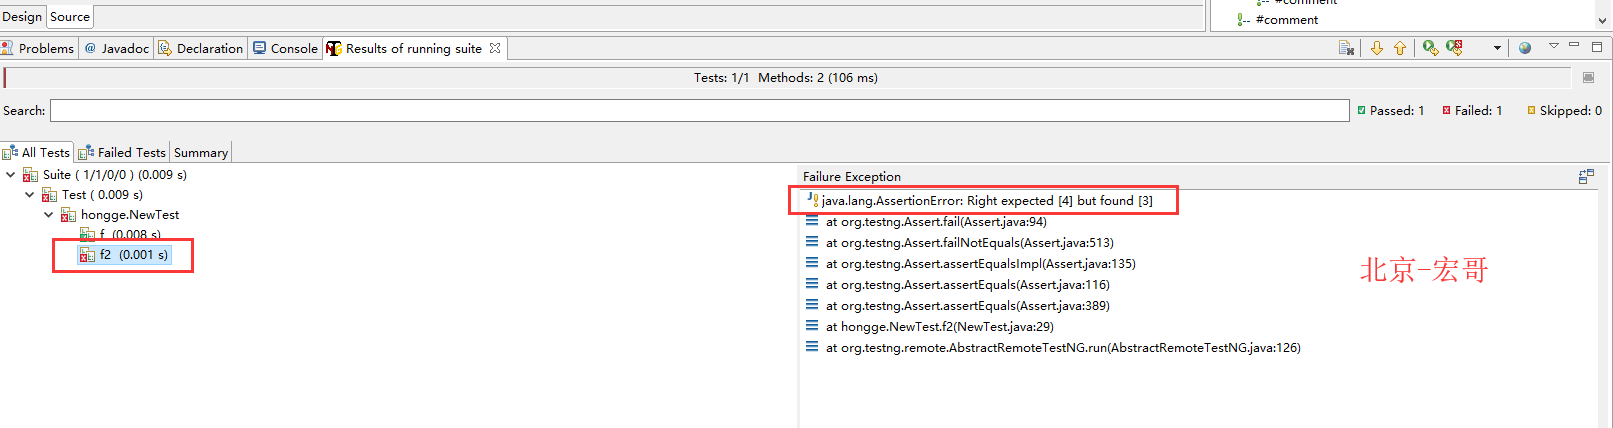 #comment
Design Source
#comment
Problems @ Javadoc Declaration Console Results of running suite
Tests: 1/1 Methods: 2 (106 ms)
Search: Passed: 1 Failed: 1 Skipped: 0
All Tests Failed Tests Summary
Suite ( 1/1/0/0 ) (0.009 s)
Test ( 0.009 s)
hongge.NewTest
f (0.008 s)
f2 (0.001 s)
Failure Exception
java.lang.AssertionError: Right expected [4] but found [3]
at org.testng.Assert.fail(Assert.java:94)
at org.testng.Assert.failNotEquals(Assert.java:513)
at org.testng.Assert.assertEqualsImpl(Assert.java:135)
at org.testng.Assert.assertEquals(Assert.java:116)
at org.testng.Assert.assertEquals(Assert.java:389)
at hongge.NewTest.f2(NewTest.java:29)
at org.testng.remote.AbstractRemoteTestNG.run(AbstractRemoteTestNG.java:126)
北京-宏哥